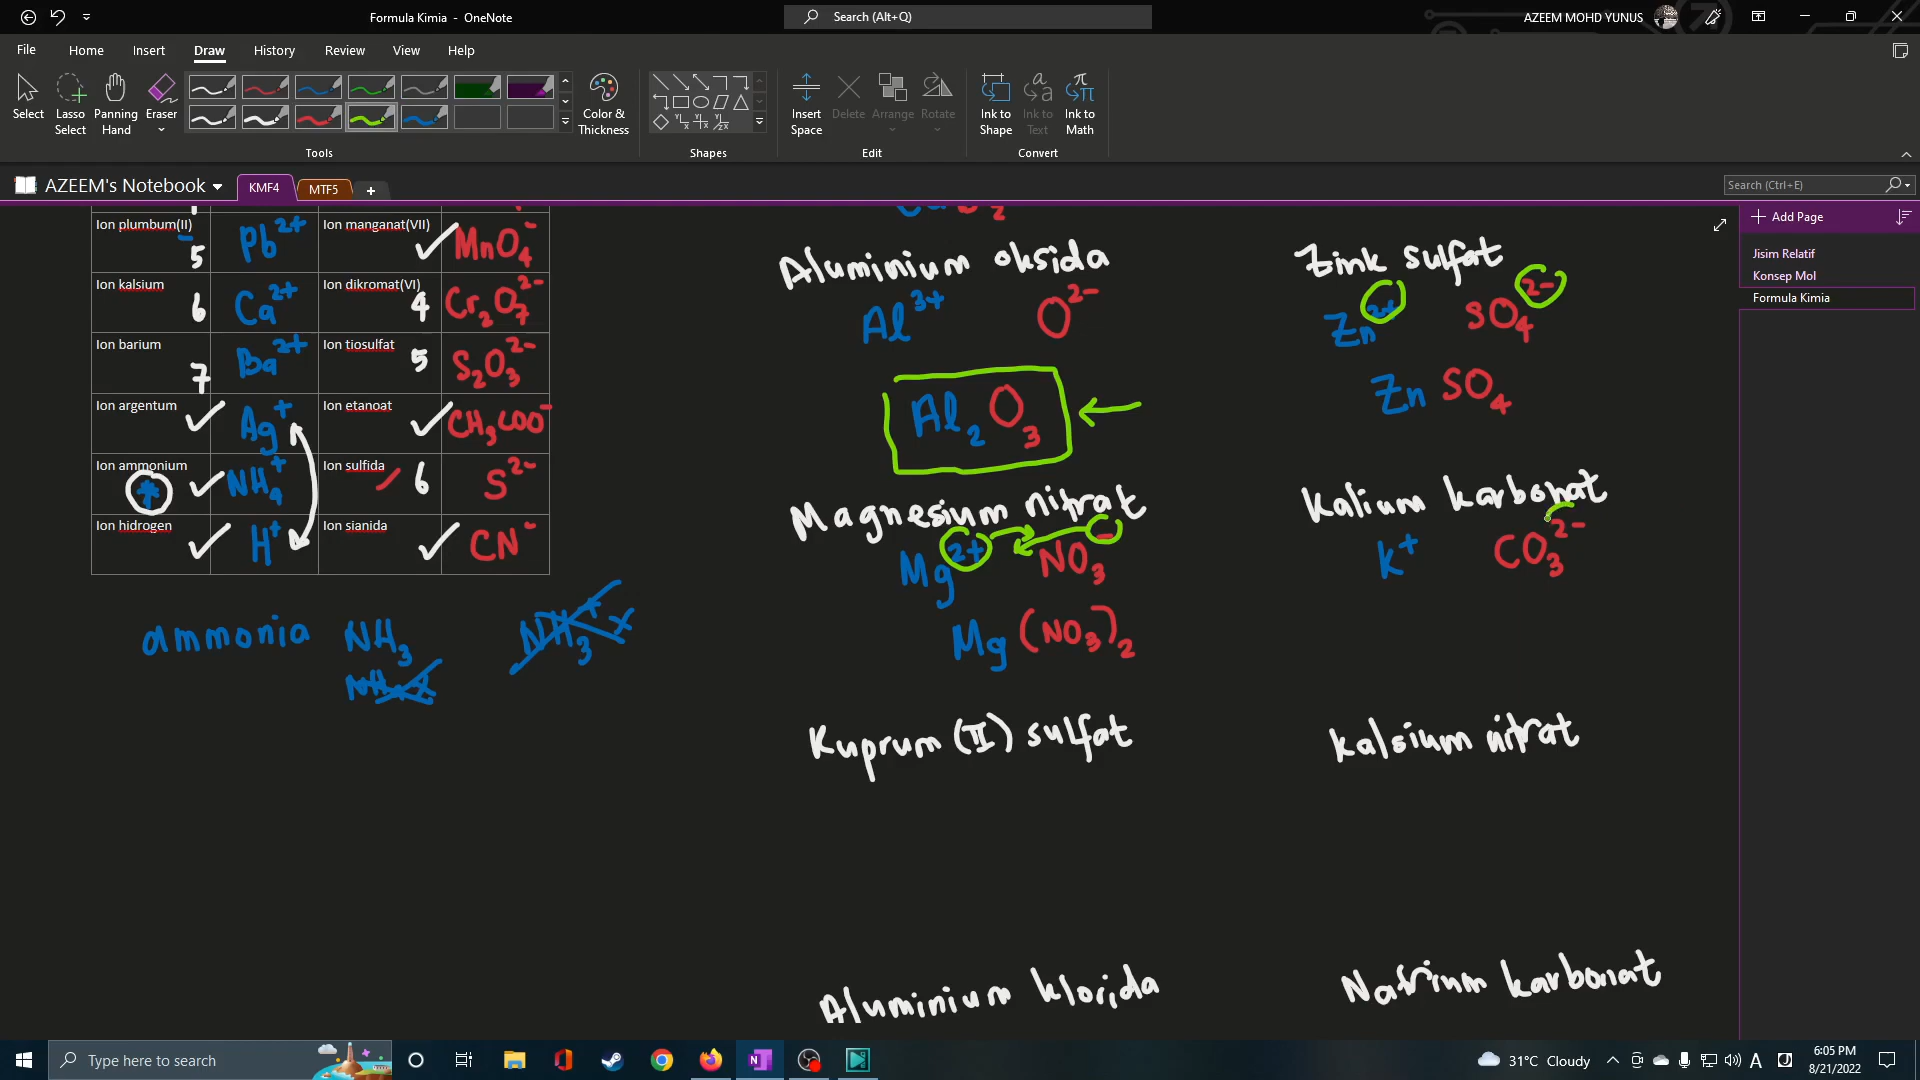 Formula Kimia - OneNote
Search (Alt+Q)
AZEEM MOHD YUNUS
File Home Insert Draw History Review View Help
Select
Lasso Select
Panning Hand
Eraser
Color & Thickness
Insert Space
Delete
Arrange
Rotate
Ink to Shape
Ink to Text
Ink to Math
Tools
Shapes
Edit
Convert
AZEEM's Notebook
KMF4
MTF5
Search (Ctrl+E)
Add Page
Jisim Relatif
Konsep Mol
Formula Kimia
Ion plumbum(II) 5 Pb²⁺ Ion manganat(VII) MnO₄⁻
Ion kalsium 6 Ca²⁺ Ion dikromat(VI) 4 Cr₂O₇²⁻
Ion barium 7 Ba²⁺ Ion tiosulfat 5 S₂O₃²⁻
Ion argentum Ag⁺ Ion etanoat CH₃COO⁻
Ion ammonium NH₄⁺ Ion sulfida 6 S²⁻
Ion hidrogen H⁺ Ion sianida CN⁻
ammonia NH₃ NH₃⁺
Aluminium oksida
Al³⁺ O²⁻
Al₂O₃
Magnesium nitrat
Mg²⁺ NO₃⁻
Mg(NO₃⁻)₂
Kuprum (II) sulfat
Aluminium klorida
Zink sulfat
Zn²⁺ SO₄²⁻
Zn SO₄
Kalium karbonat
K⁺ CO₃²⁻
Kalsium nitrat
Natrium karbonat
Type here to search
31°C Cloudy
6:05 PM
8/21/2022